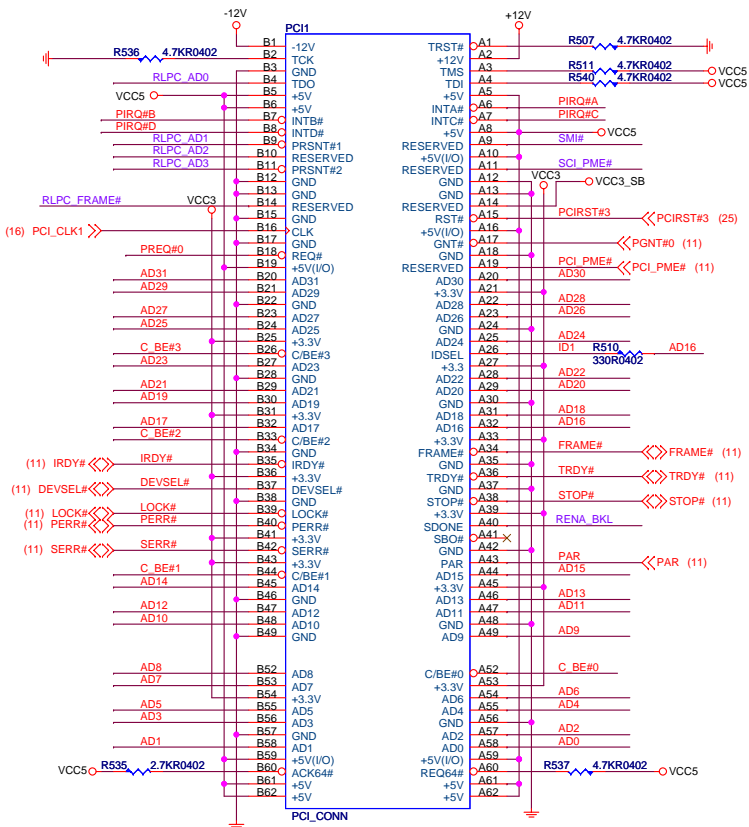 -12V +12V
PCI1
B1 -12V TRST# A1 R507 4.7KR0402
R536 4.7KR0402 B2 TCK +12V A2
B3 GND TMS A3 R511 4.7KR0402 VCC5
RLPC_AD0 B4 TDO TDI A4 R540 4.7KR0402 VCC5
VCC5 B5 +5V +5V A5
B6 +5V INTA# A6 PIRQ#A
PIRQ#B B7 INTB# INTC# A7 PIRQ#C
PIRQ#D B8 INTD# +5V A8 VCC5
RLPC_AD1 B9 PRSNT#1 RESERVED A9 SMI#
RLPC_AD2 B10 RESERVED +5V(I/O) A10
RLPC_AD3 B11 PRSNT#2 RESERVED A11 SCI_PME#
B12 GND GND A12 VCC3
B13 GND GND A13 VCC3_SB
RLPC_FRAME# VCC3 B14 RESERVED RESERVED A14
B15 GND RST# A15 PCIRST#3 PCIRST#3 (25)
(16) PCI_CLK1 B16 CLK +5V(I/O) A16
B17 GND GNT# A17 PGNT#0 (11)
PREQ#0 B18 REQ# GND A18
B19 +5V(I/O) RESERVED A19 PCI_PME# PCI_PME# (11)
AD31 B20 AD31 AD30 A20 AD30
AD29 B21 AD29 +3.3V A21
B22 GND AD28 A22 AD28
AD27 B23 AD27 AD26 A23 AD26
AD25 B24 AD25 GND A24
B25 +3.3V AD24 A25 AD24
C_BE#3 B26 C/BE#3 IDSEL A26 ID1 R510 330R0402 AD16
AD23 B27 AD23 +3.3 A27
B28 GND AD22 A28 AD22
AD21 B29 AD21 AD20 A29 AD20
AD19 B30 AD19 GND A30
B31 +3.3V AD18 A31 AD18
AD17 B32 AD17 AD16 A32 AD16
C_BE#2 B33 C/BE#2 +3.3V A33
B34 GND FRAME# A34 FRAME# FRAME# (11)
(11) IRDY# IRDY# B35 IRDY# GND A35
B36 +3.3V TRDY# A36 TRDY# TRDY# (11)
(11) DEVSEL# DEVSEL# B37 DEVSEL# GND A37
B38 GND STOP# A38 STOP# STOP# (11)
(11) LOCK# LOCK# B39 LOCK# +3.3V A39
(11) PERR# PERR# B40 PERR# SDONE A40 RENA_BKL
B41 +3.3V SBO# A41
(11) SERR# SERR# B42 SERR# GND A42
B43 +3.3V PAR A43 PAR PAR (11)
C_BE#1 B44 C/BE#1 AD15 A44 AD15
AD14 B45 AD14 +3.3V A45
B46 GND AD13 A46 AD13
AD12 B47 AD12 AD11 A47 AD11
AD10 B48 AD10 GND A48
B49 GND AD9 A49 AD9
AD8 B52 AD8 C/BE#0 A52 C_BE#0
AD7 B53 AD7 +3.3V A53
B54 +3.3V AD6 A54 AD6
AD5 B55 AD5 AD4 A55 AD4
AD3 B56 AD3 GND A56
B57 GND AD2 A57 AD2
AD1 B58 AD1 AD0 A58 AD0
B59 +5V(I/O) +5V(I/O) A59
VCC5 R535 2.7KR0402 B60 ACK64# REQ64# A60 R537 4.7KR0402 VCC5
B61 +5V +5V A61
B62 +5V +5V A62
PCI_CONN